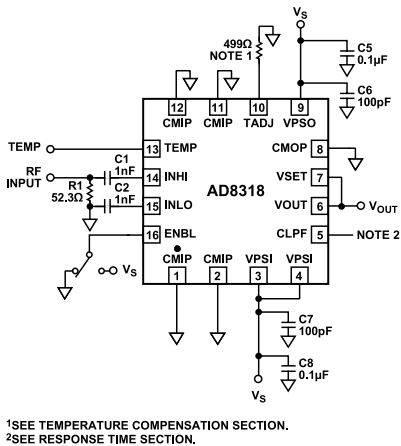 VS
499Ω
NOTE 1
C5
0.1µF
C6
100pF
12 11 10 9
CMIP CMIP TADJ VPSO
TEMP 13 TEMP CMOP 8
C1
1nF
RF
INPUT
14 INHI VSET 7
R1
52.3Ω
C2
1nF
AD8318
15 INLO VOUT 6 VOUT
16 ENBL CLPF 5 NOTE 2
CMIP CMIP VPSI VPSI
1 2 3 4
VS
C7
100pF
C8
0.1µF
VS
1SEE TEMPERATURE COMPENSATION SECTION.
2SEE RESPONSE TIME SECTION.